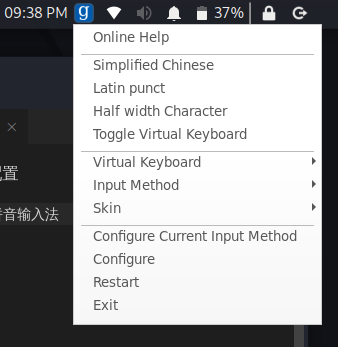 09:38 PM g 37%
Online Help
Simplified Chinese
Latin punct
Half width Character
Toggle Virtual Keyboard
Virtual Keyboard
Input Method
Skin
Configure Current Input Method
Configure
Restart
Exit
置
音输入法